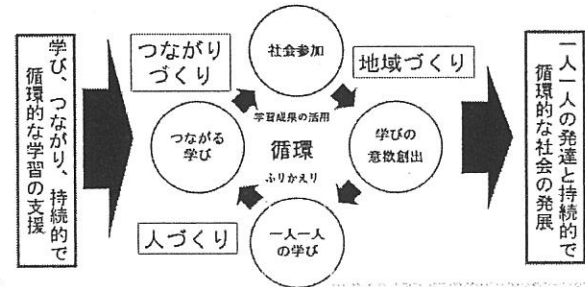 学び、つながり、持続的で
循環的な学習の支援
つながり
づくり
社会参加
地域づくり
学習成果の活用
つながる
学び
循環
学びの
意欲創出
ふりかえり
人づくり
一人一人
の学び
一人一人の発達と持続的で
循環的な社会の発展